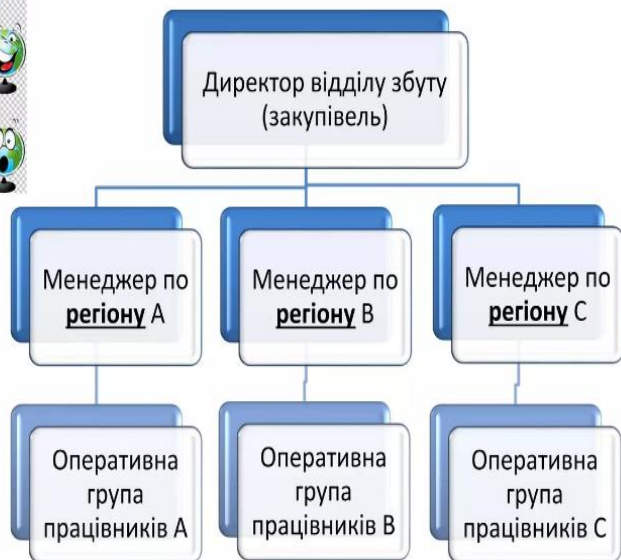 Директор відділу збуту
(закупівель)
Менеджер по
регіону А
Менеджер по
регіону В
Менеджер по
регіону С
Оперативна
група
працівників А
Оперативна
група
працівників В
Оперативна
група
працівників С